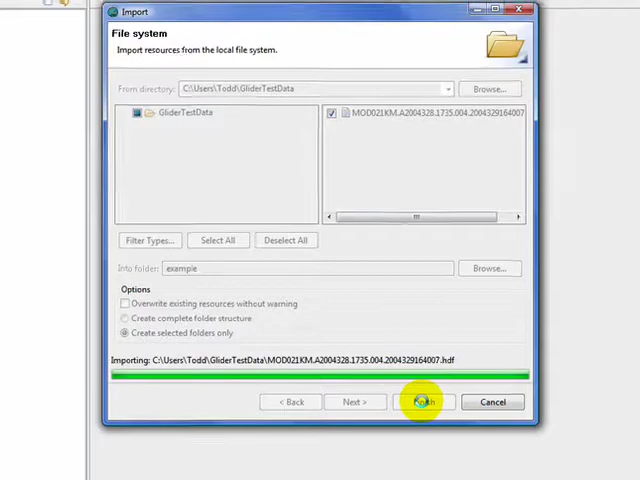 Import
File system
Import resources from the local file system.
From directory: C:\Users\Todd\GliderTestData Browse...
GliderTestData
MOD021KM.A2004328.1735.004.2004329164007
Filter Types... Select All Deselect All
Into folder: example Browse...
Options
Overwrite existing resources without warning
Create complete folder structure
Create selected folders only
Importing: C:\Users\Todd\GliderTestData\MOD021KM.A2004328.1735.004.2004329164007.hdf
< Back Next > Cancel